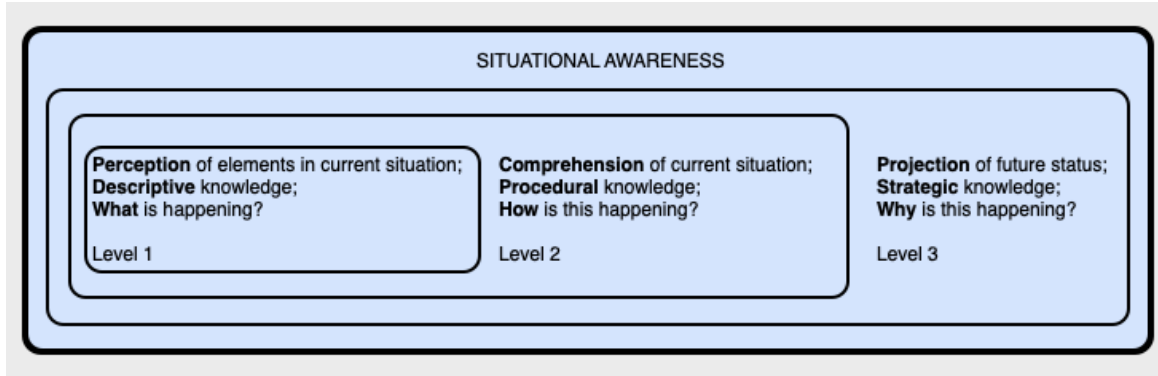 SITUATIONAL AWARENESS
Perception of elements in current situation;
Descriptive knowledge;
What is happening?
Level 1
Comprehension of current situation;
Procedural knowledge;
How is this happening?
Level 2
Projection of future status;
Strategic knowledge;
Why is this happening?
Level 3